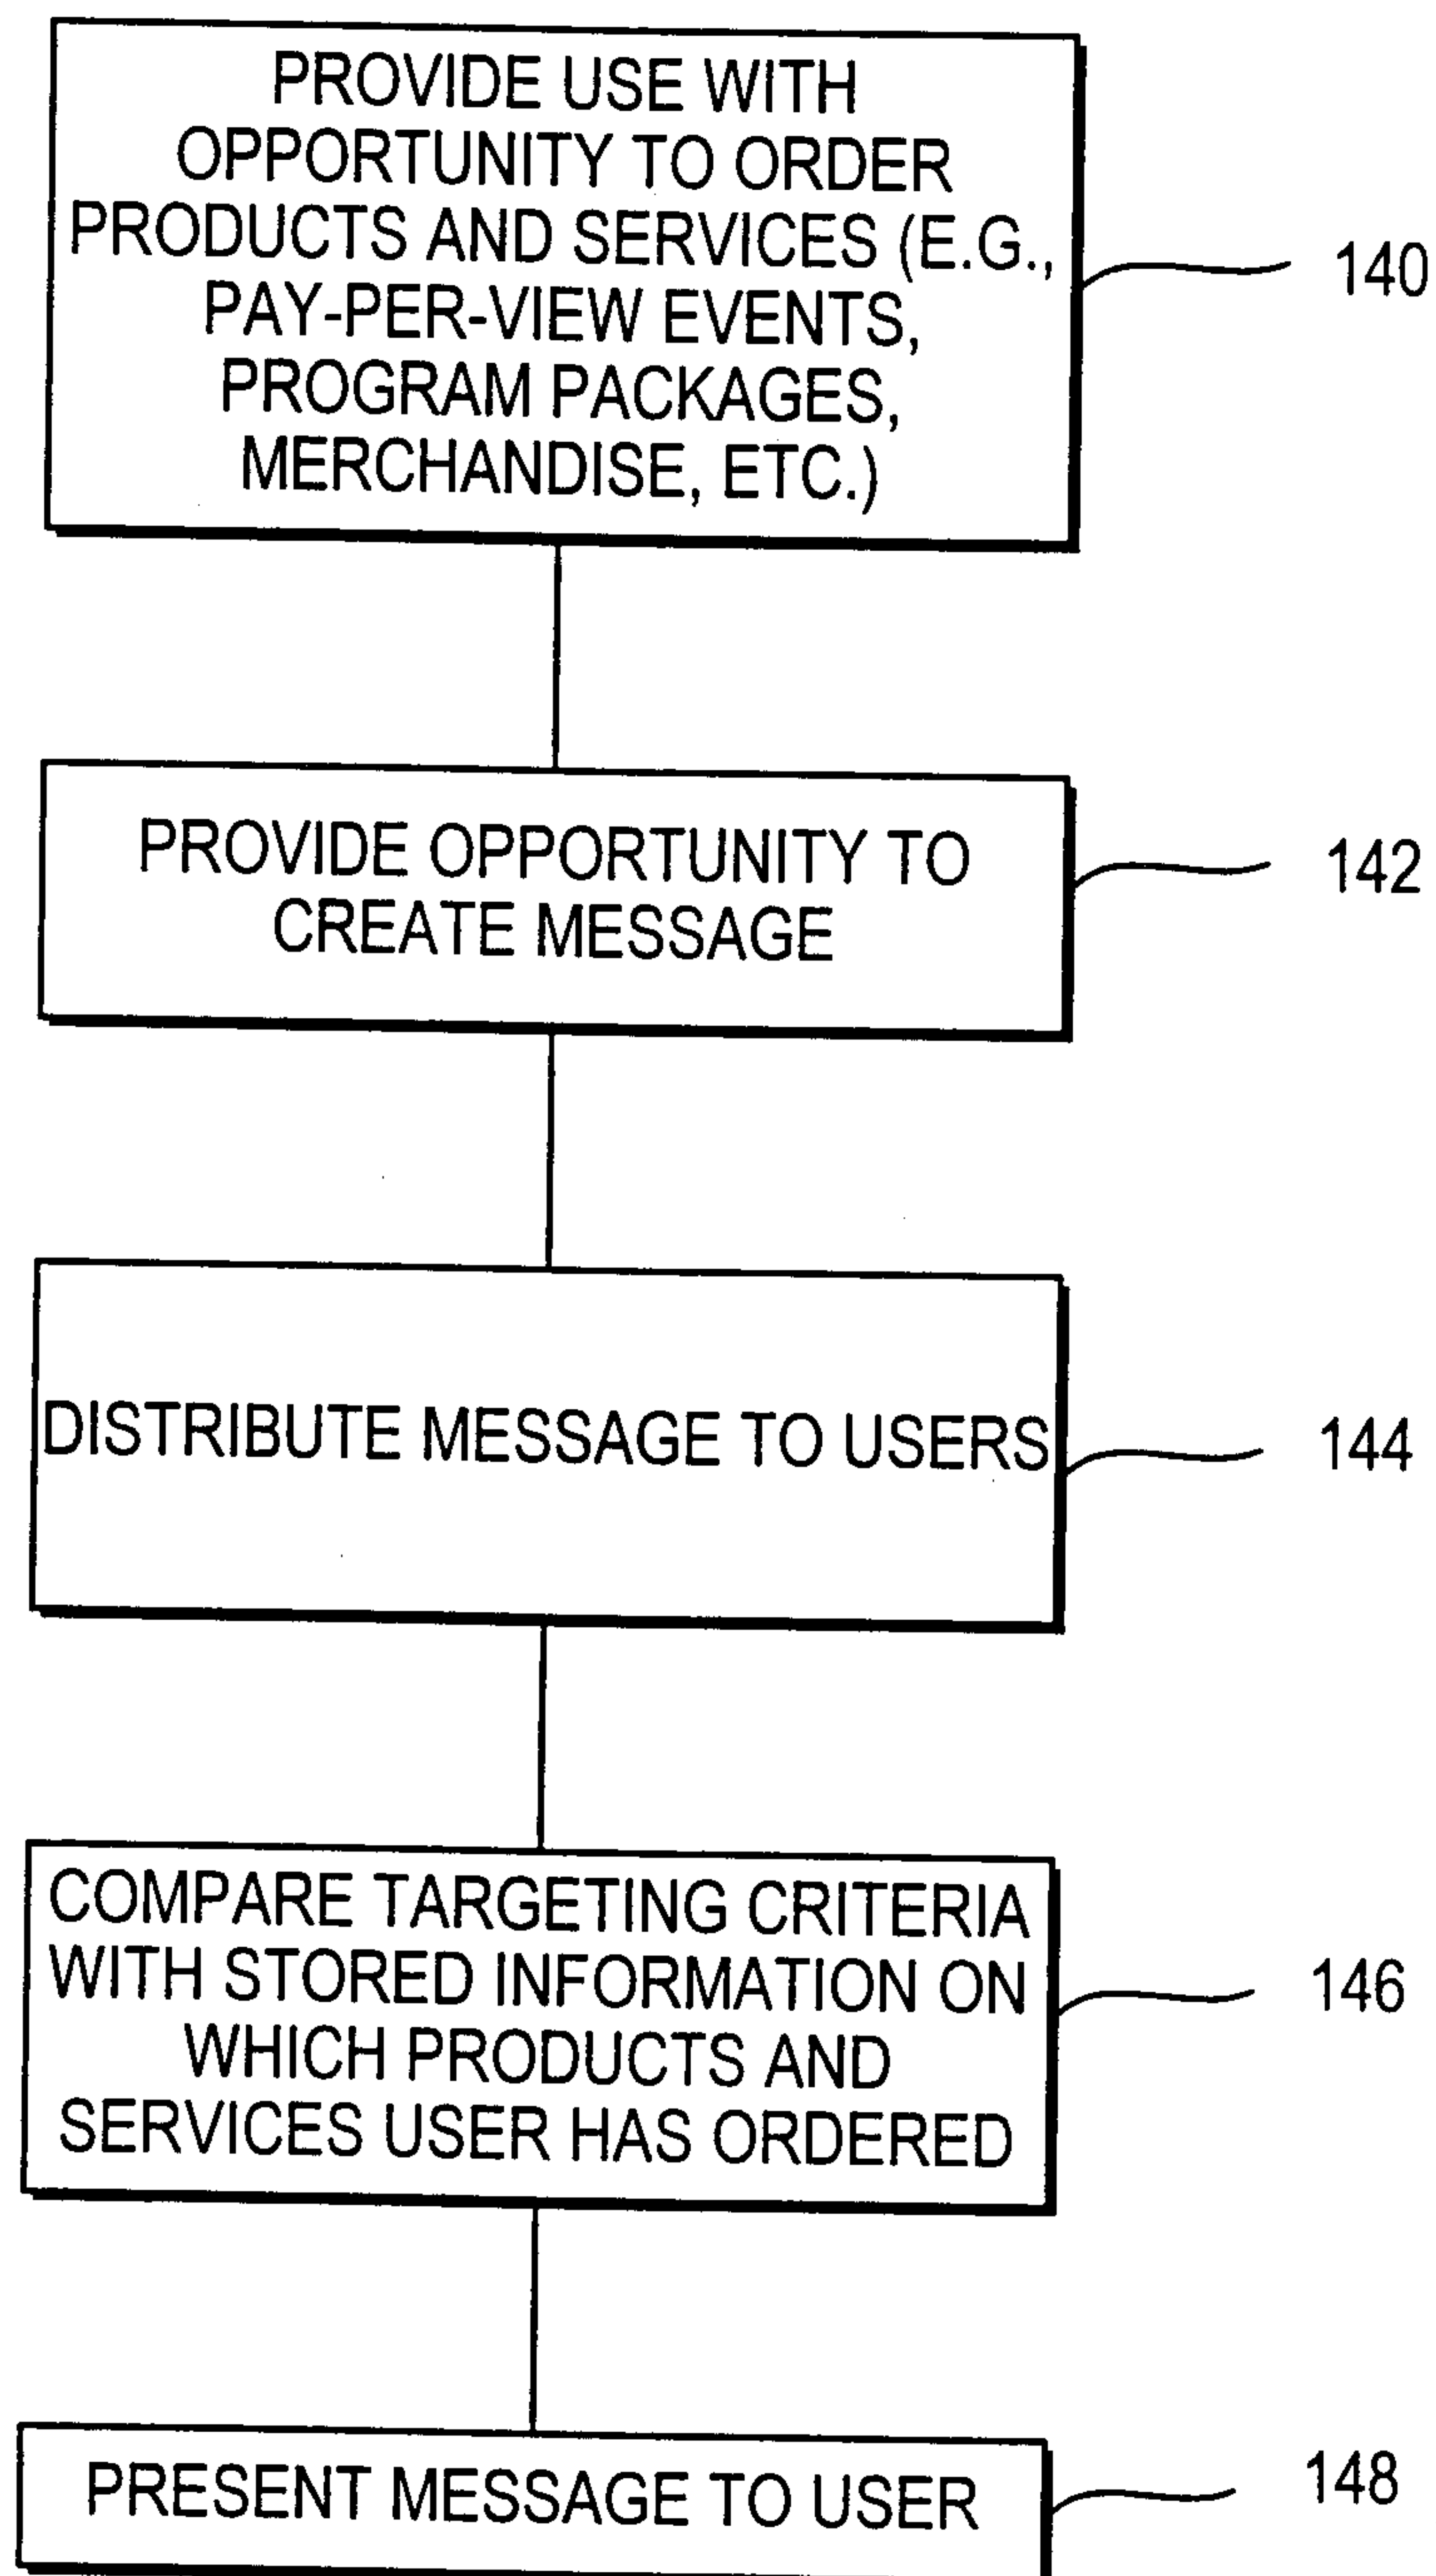 PROVIDE USE WITH
OPPORTUNITY TO ORDER
PRODUCTS AND SERVICES (E.G.,
PAY-PER-VIEW EVENTS,
PROGRAM PACKAGES,
MERCHANDISE, ETC.)
140
PROVIDE OPPORTUNITY TO
CREATE MESSAGE
142
DISTRIBUTE MESSAGE TO USERS
144
COMPARE TARGETING CRITERIA
WITH STORED INFORMATION ON
WHICH PRODUCTS AND
SERVICES USER HAS ORDERED
146
PRESENT MESSAGE TO USER
148